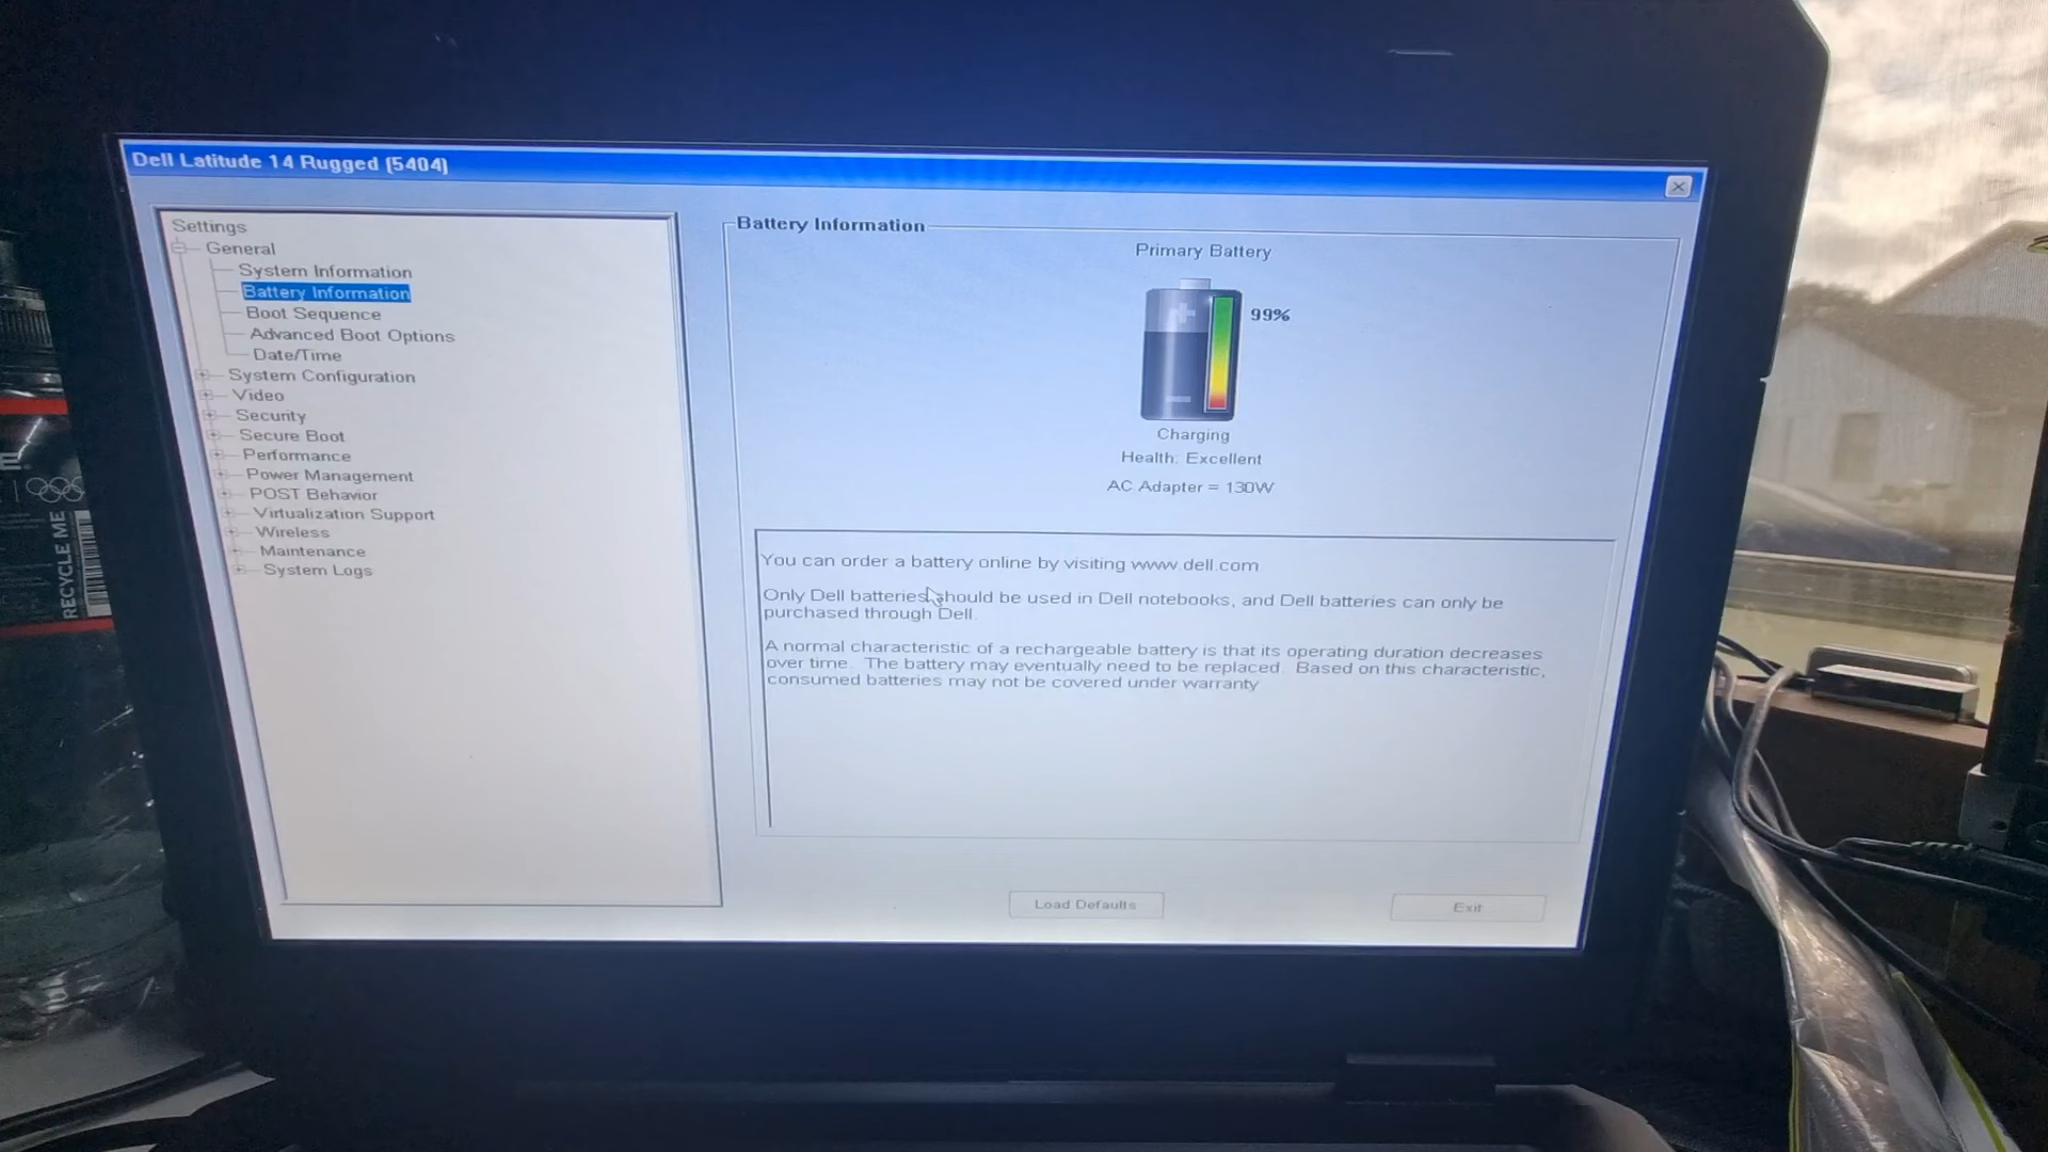 Dell Latitude 14 Rugged (5404)
Settings
General
System Information
Battery Information
Boot Sequence
Advanced Boot Options
Date/Time
System Configuration
Video
Security
Secure Boot
Performance
Power Management
POST Behavior
Virtualization Support
Wireless
Maintenance
System Logs
Battery Information
Primary Battery
99%
Charging
Health: Excellent
AC Adapter = 130W
You can order a battery online by visiting www.dell.com
Only Dell batteries should be used in Dell notebooks, and Dell batteries can only be
purchased through Dell.
A normal characteristic of a rechargeable battery is that its operating duration decreases
over time. The battery may eventually need to be replaced. Based on this characteristic,
consumed batteries may not be covered under warranty
Load Defaults
Exit
RECYCLE ME